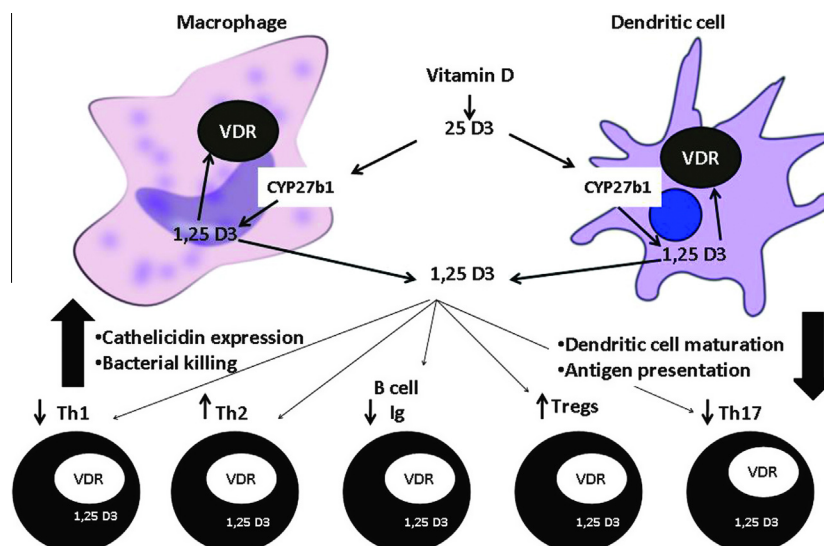 Macrophage
Dendritic cell
Vitamin D
25 D3
VDR
VDR
CYP27b1
CYP27b1
1,25 D3
1,25 D3
1,25 D3
•Cathelicidin expression
•Bacterial killing
•Dendritic cell maturation
•Antigen presentation
Th1
Th2
B cell
Ig
Tregs
Th17
VDR
1,25 D3
VDR
1,25 D3
VDR
1,25 D3
VDR
1,25 D3
VDR
1,25 D3